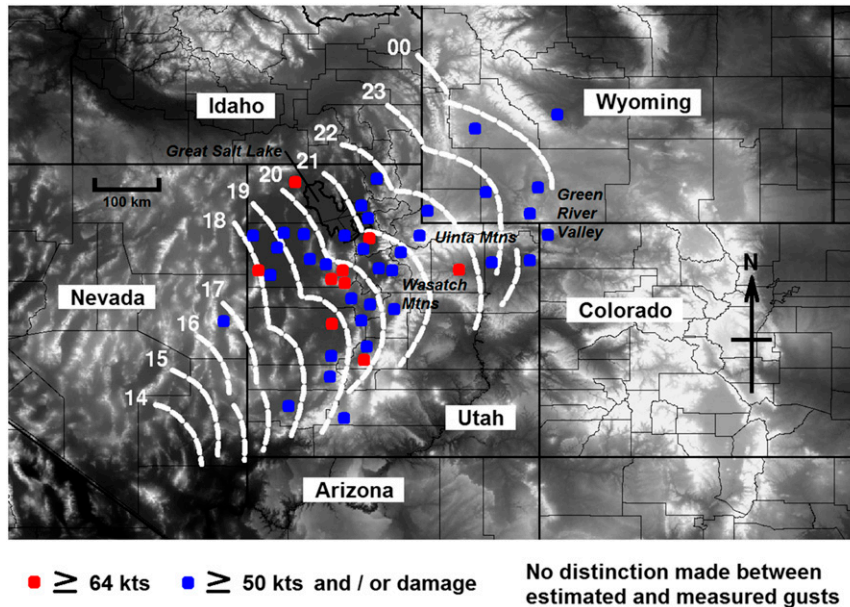 00
Idaho
23
Wyoming
22
Great Salt Lake
21
20
100 km
19
18
Green
River
Valley
Uinta Mtns
N
Nevada
17
Wasatch
Mtns
Colorado
16
15
14
Utah
Arizona
≥ 64 kts
≥ 50 kts and / or damage
No distinction made between
estimated and measured gusts